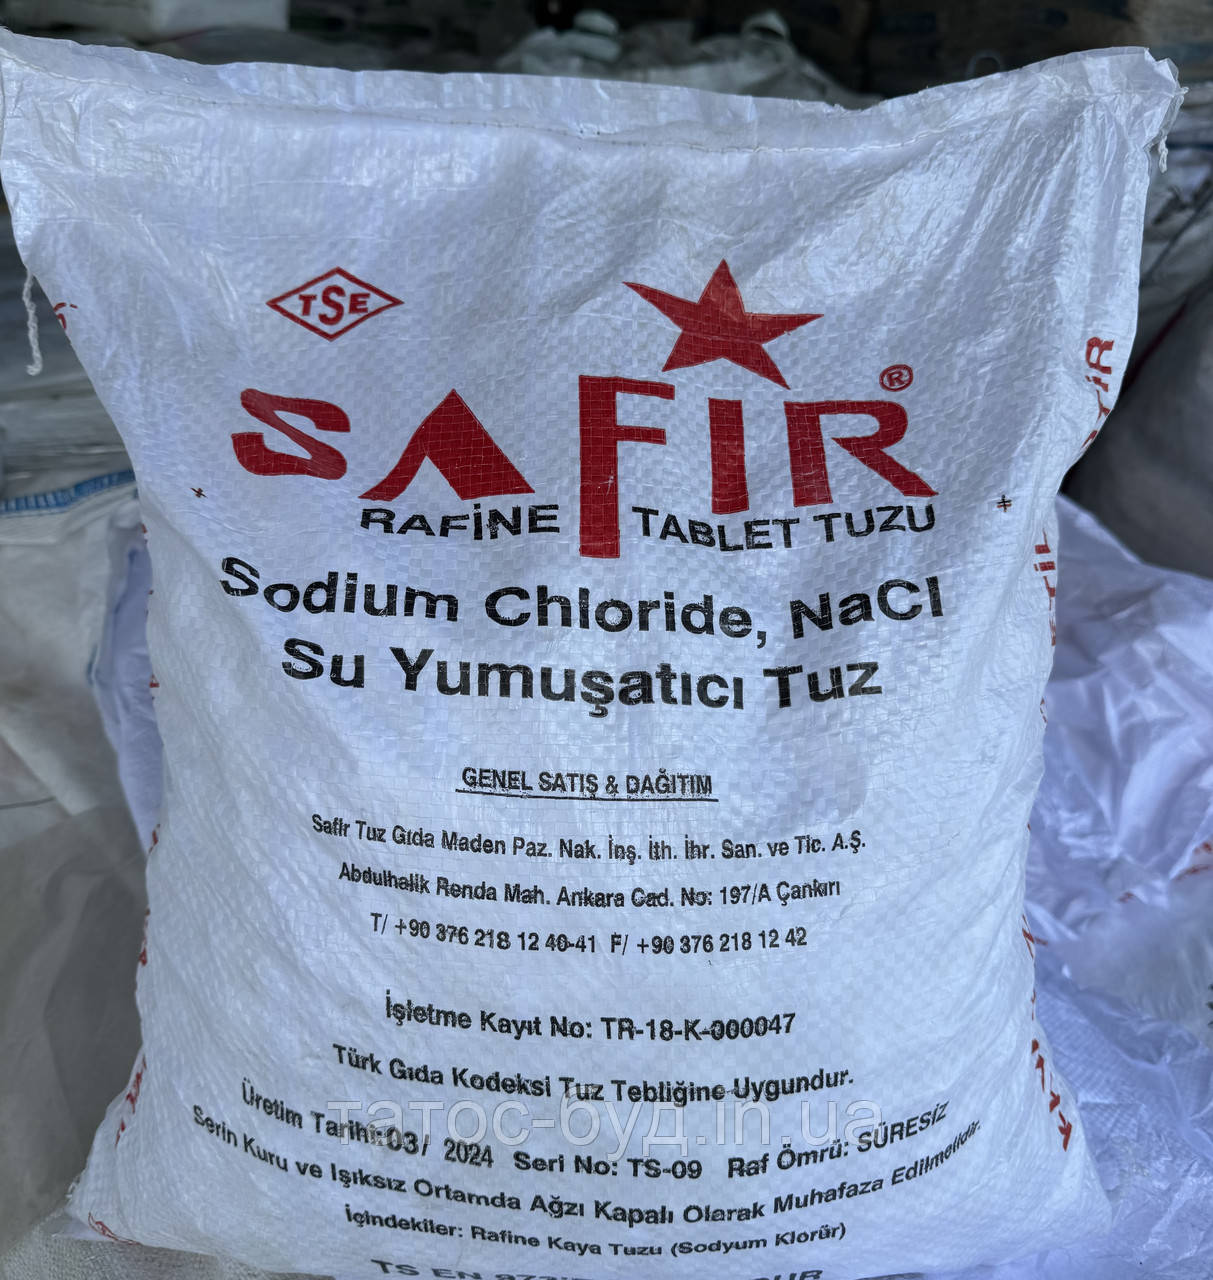 TSE
SAFİR®
RAFİNE TABLET TUZU
Sodium Chloride, NaCl
Su Yumuşatıcı Tuz
GENEL SATIŞ & DAĞITIM
Safir Tuz Gıda Maden Paz. Nak. İnş. İth. İhr. San. ve Tic. A.Ş.
Abdulhalik Renda Mah. Ankara Cad. No: 197/A Çankırı
T/ +90 376 218 12 40-41 F/ +90 376 218 12 42
İşletme Kayıt No: TR-18-K-000047
Türk Gıda Kodeksi Tuz Tebliğine Uygundur.
татос-буд.in.ua
Üretim Tarihi:03/ 2024 Seri No: TS-09 Raf Ömrü: SÜRESİZ
Serin Kuru ve Işıksız Ortamda Ağzı Kapalı Olarak Muhafaza Edilmelidir.
İçindekiler: Rafine Kaya Tuzu (Sodyum Klorür)
TS EN